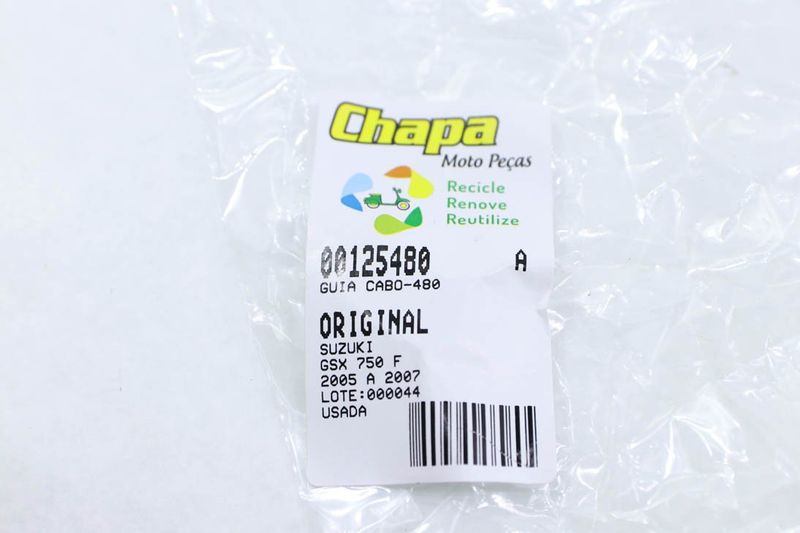 Chapa
Moto Peças
Recicle
Renove
Reutilize
00125480 A
GUIA CABO-480
ORIGINAL
SUZUKI
GSX 750 F
2005 A 2007
LOTE:000044
USADA